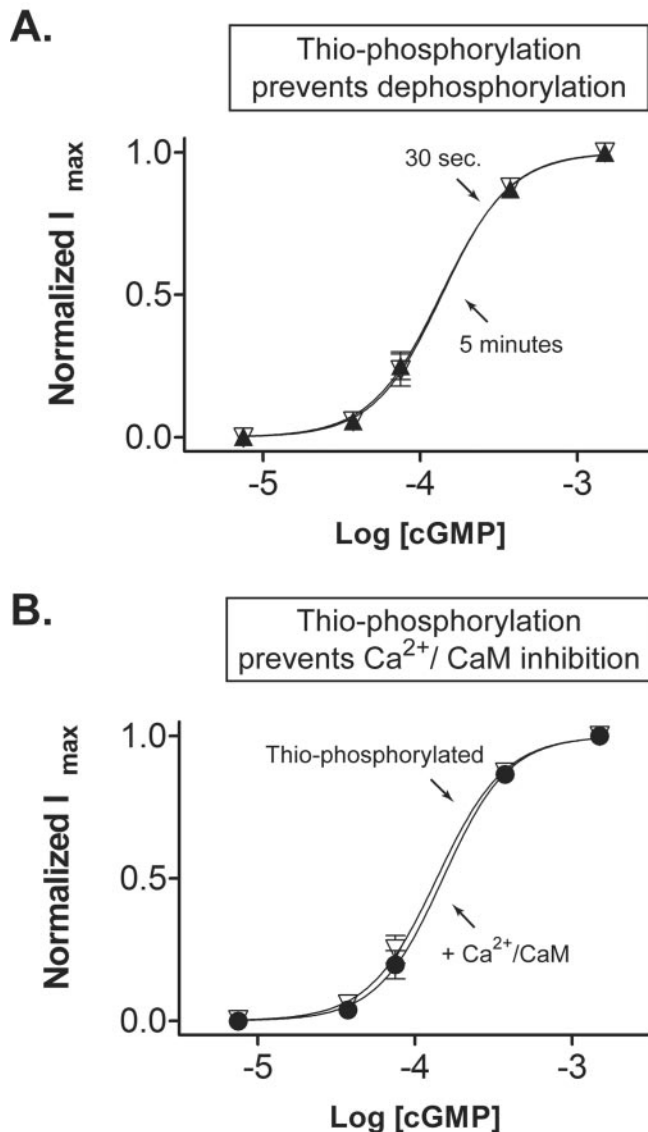 A.
Thio-phosphorylation
prevents dephosphorylation
Normalized I max
1.0
0.5
0.0
30 sec.
5 minutes
-5
-4
-3
Log [cGMP]
B.
Thio-phosphorylation
prevents Ca²⁺/ CaM inhibition
Normalized I max
1.0
0.5
0.0
Thio-phosphorylated
+ Ca²⁺/CaM
-5
-4
-3
Log [cGMP]